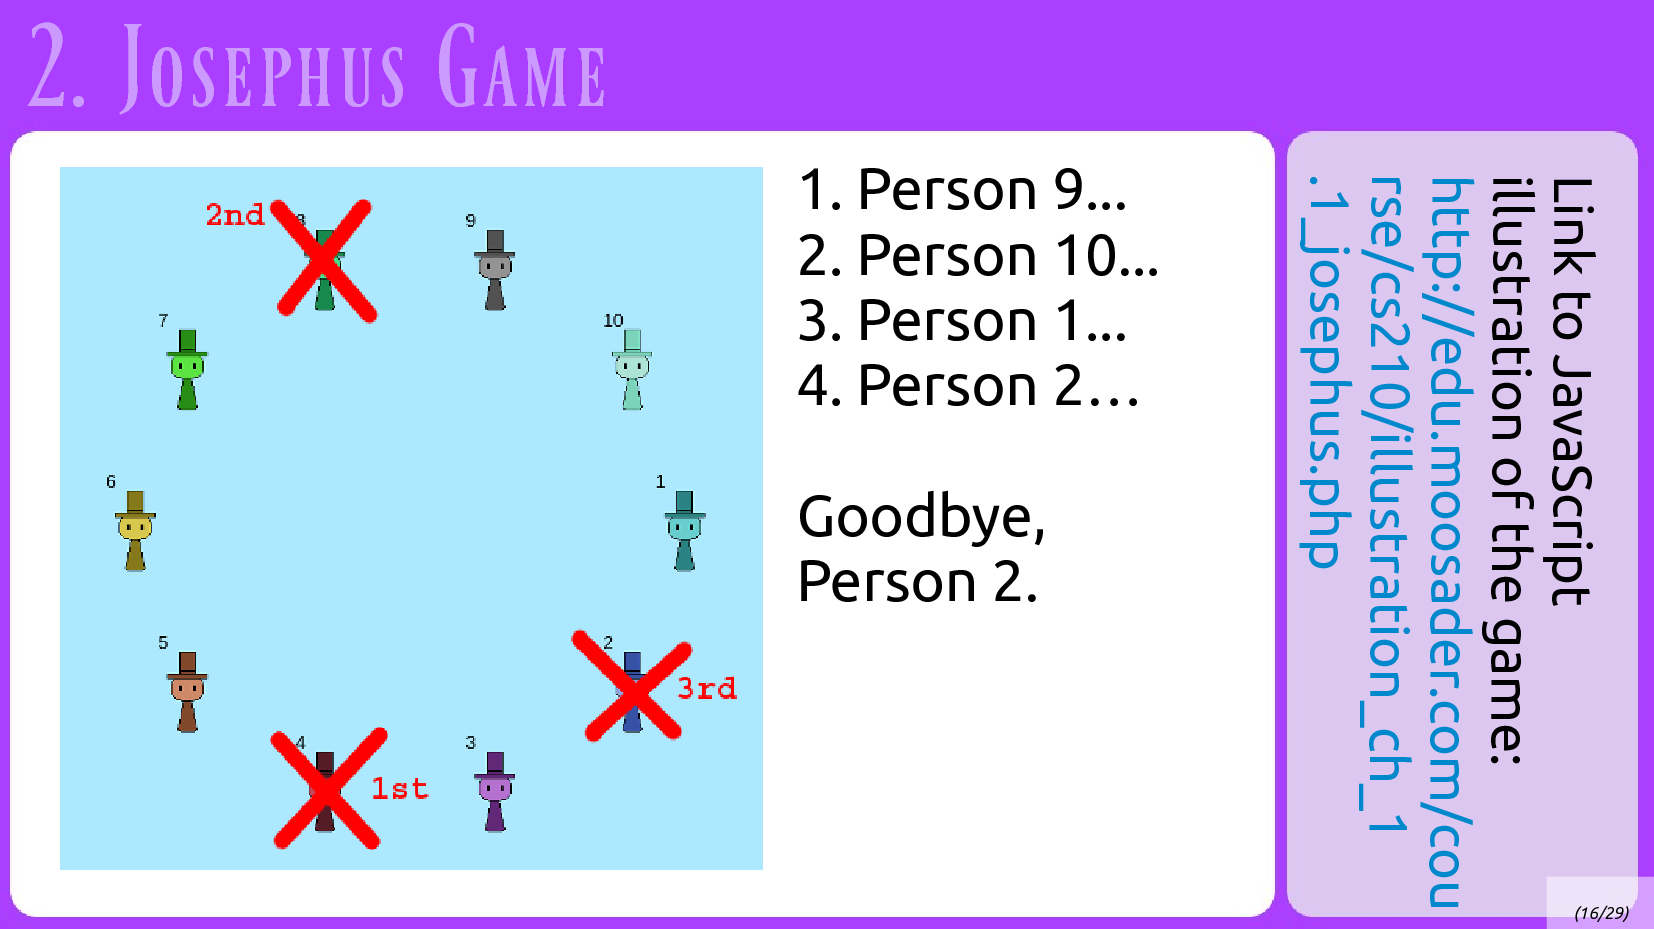 2. Josephus Game
2nd
8
9
7
10
6
1
5
2
3rd
4
3
1st
1. Person 9...
2. Person 10...
3. Person 1...
4. Person 2…
Goodbye,
Person 2.
Link to JavaScript
illustration of the game:
http://edu.moosader.com/cou
rse/cs210/illustration_ch_1
.1_josephus.php
(16/29)